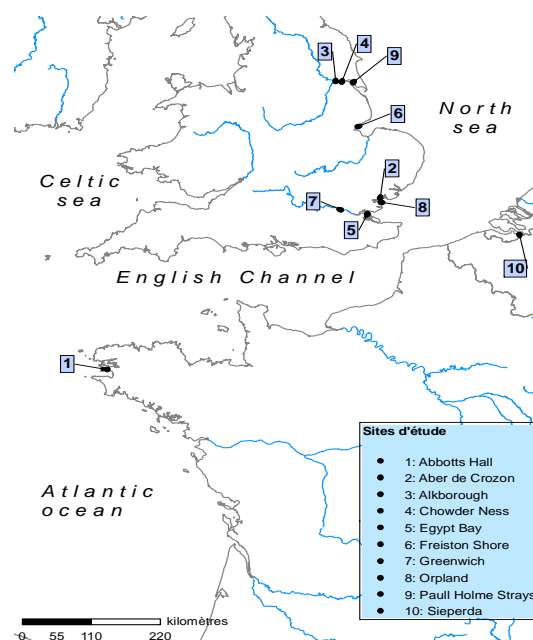 3
4
9
North
sea
6
Celtic
sea
2
7
8
5
10
English Channel
1
Atlantic
ocean
Sites d'étude
1: Abbotts Hall
2: Aber de Crozon
3: Alkborough
4: Chowder Ness
5: Egypt Bay
6: Freiston Shore
7: Greenwich
8: Orpland
9: Paull Holme Strays
10: Sieperda
kilomètres
0 55 110 220